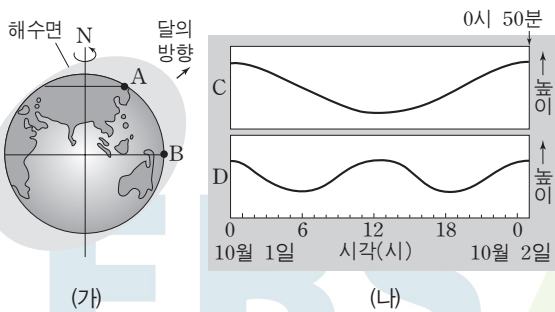 해수면
N
달의
방향
A
B
(가)
0시 50분
C
높이
D
높이
0 6 12 18 0
10월 1일 시각(시) 10월 2일
(나)
EBS